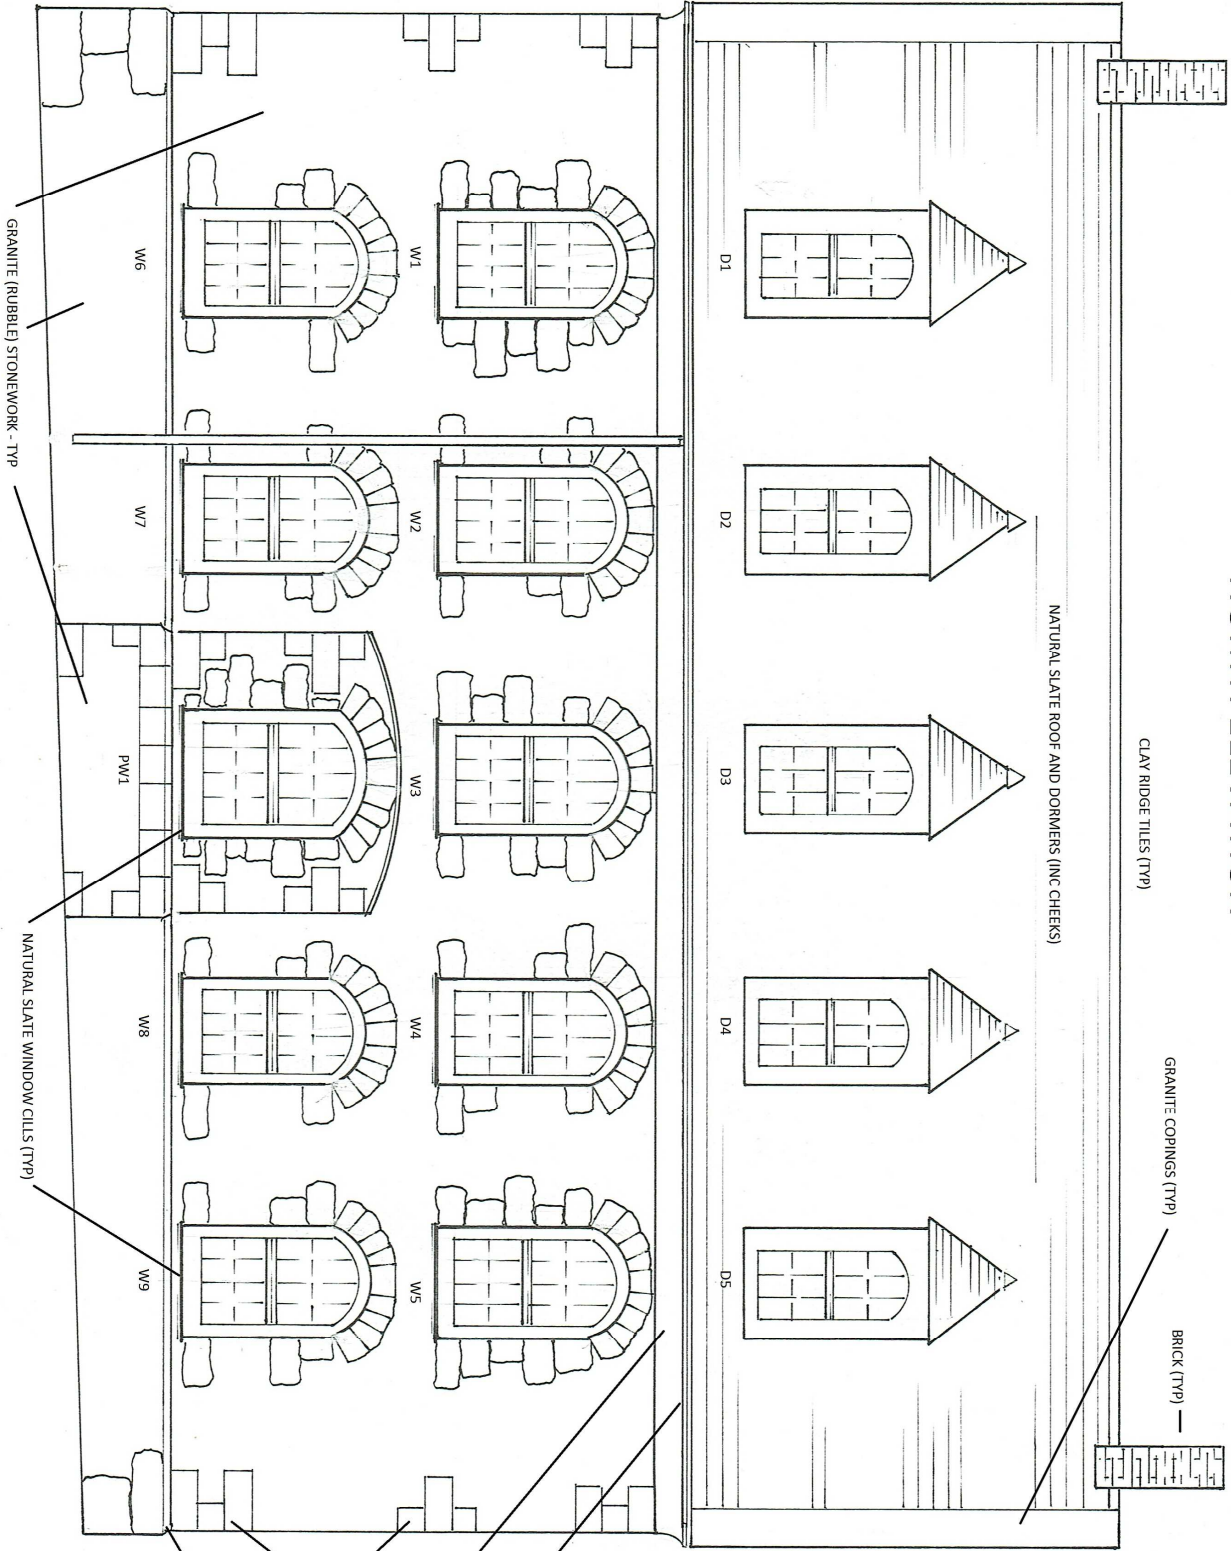 BRICK (TYP)
GRANITE COPINGS (TYP)
CLAY RIDGE TILES (TYP)
NATURAL SLATE ROOF AND DORMERS (INC CHEEKS)
D1
D2
D3
D4
D5
W1
W2
W3
W4
W5
W6
W7
PW1
W8
W9
GRANITE (RUBBLE) STONEWORK - TYP
NATURAL SLATE WINDOW CILLS (TYP)